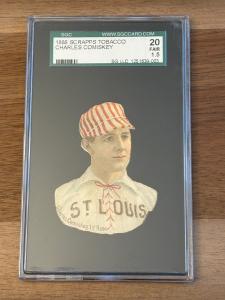 SGC
WWW.SGCCARD.COM
1888 SCRAPPS TOBACCO
CHARLES COMISKEY
20
FAIR
1.5
ST LOUIS